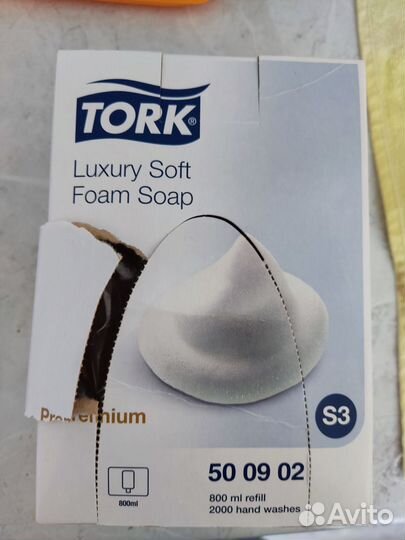 TORK®
Luxury Soft
Foam Soap
Premium
S3
800ml
50 09 02
800 ml refill
2000 hand washes
Avito